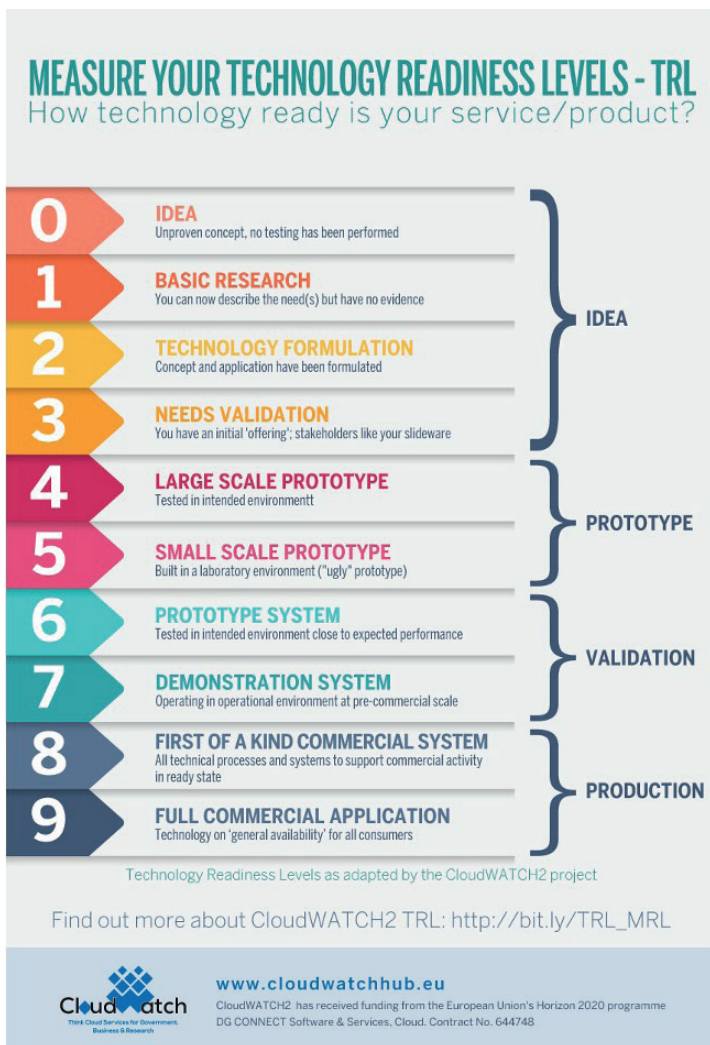 MEASURE YOUR TECHNOLOGY READINESS LEVELS - TRL
How technology ready is your service/product?
0
IDEA
Unproven concept, no testing has been performed
1
BASIC RESEARCH
You can now describe the need(s) but have no evidence
2
TECHNOLOGY FORMULATION
Concept and application have been formulated
3
NEEDS VALIDATION
You have an initial 'offering'; stakeholders like your slideware
IDEA
4
LARGE SCALE PROTOTYPE
Tested in intended environmentt
5
SMALL SCALE PROTOTYPE
Built in a laboratory environment ("ugly" prototype)
PROTOTYPE
6
PROTOTYPE SYSTEM
Tested in intended environment close to expected performance
7
DEMONSTRATION SYSTEM
Operating in operational environment at pre-commercial scale
VALIDATION
8
FIRST OF A KIND COMMERCIAL SYSTEM
All technical processes and systems to support commercial activity
in ready state
9
FULL COMMERCIAL APPLICATION
Technology on ‘general availability’ for all consumers
PRODUCTION
Technology Readiness Levels as adapted by the CloudWATCH2 project
Find out more about CloudWATCH2 TRL: http://bit.ly/TRL_MRL
CloudWatch
Think Cloud Services for Government,
Business & Research
www.cloudwatchhub.eu
CloudWATCH2 has received funding from the European Union's Horizon 2020 programme
DG CONNECT Software & Services, Cloud. Contract No. 644748